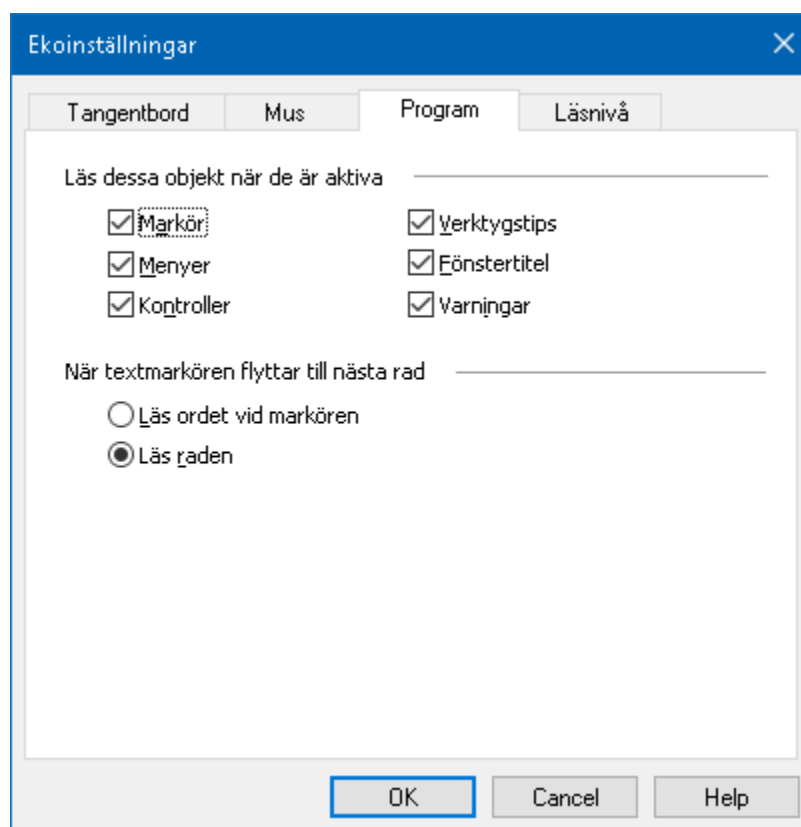 Ekoinställningar
Tangentbord Mus Program Läsnivå
Läs dessa objekt när de är aktiva
Markör Verktygstips
Menyer Fönstertitel
Kontroller Varningar
När textmarkören flyttar till nästa rad
Läs ordet vid markören
Läs raden
OK Cancel Help